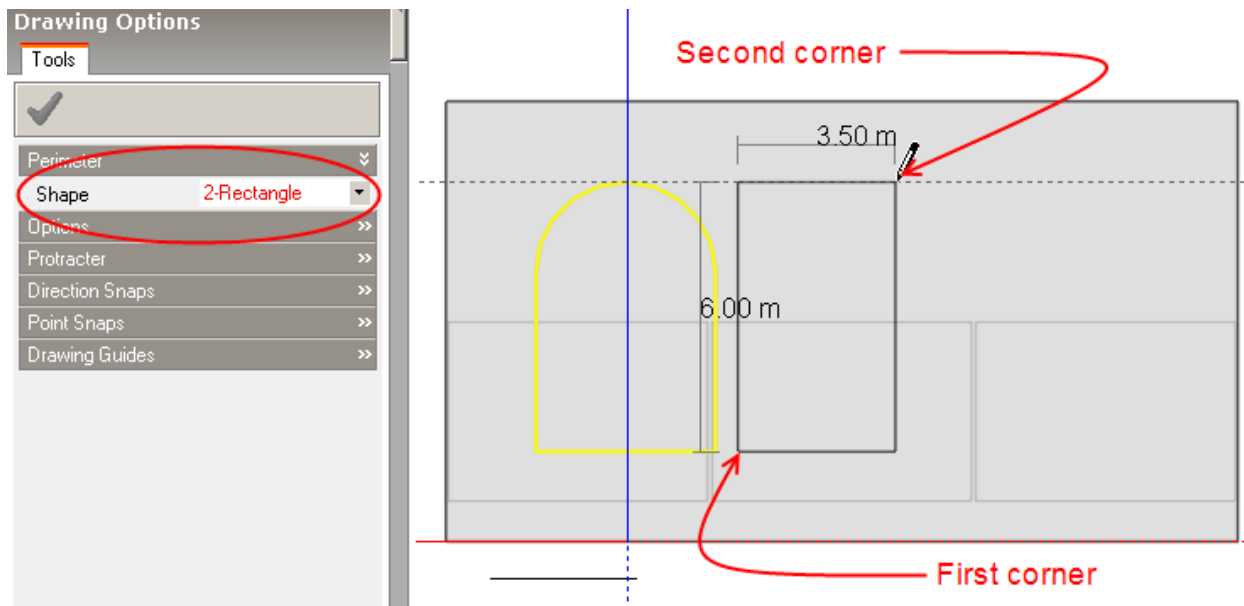 Drawing Options
Tools
Perimeter
Shape 2-Rectangle
Options
Protracter
Direction Snaps
Point Snaps
Drawing Guides
Second corner
3.50 m
6.00 m
First corner